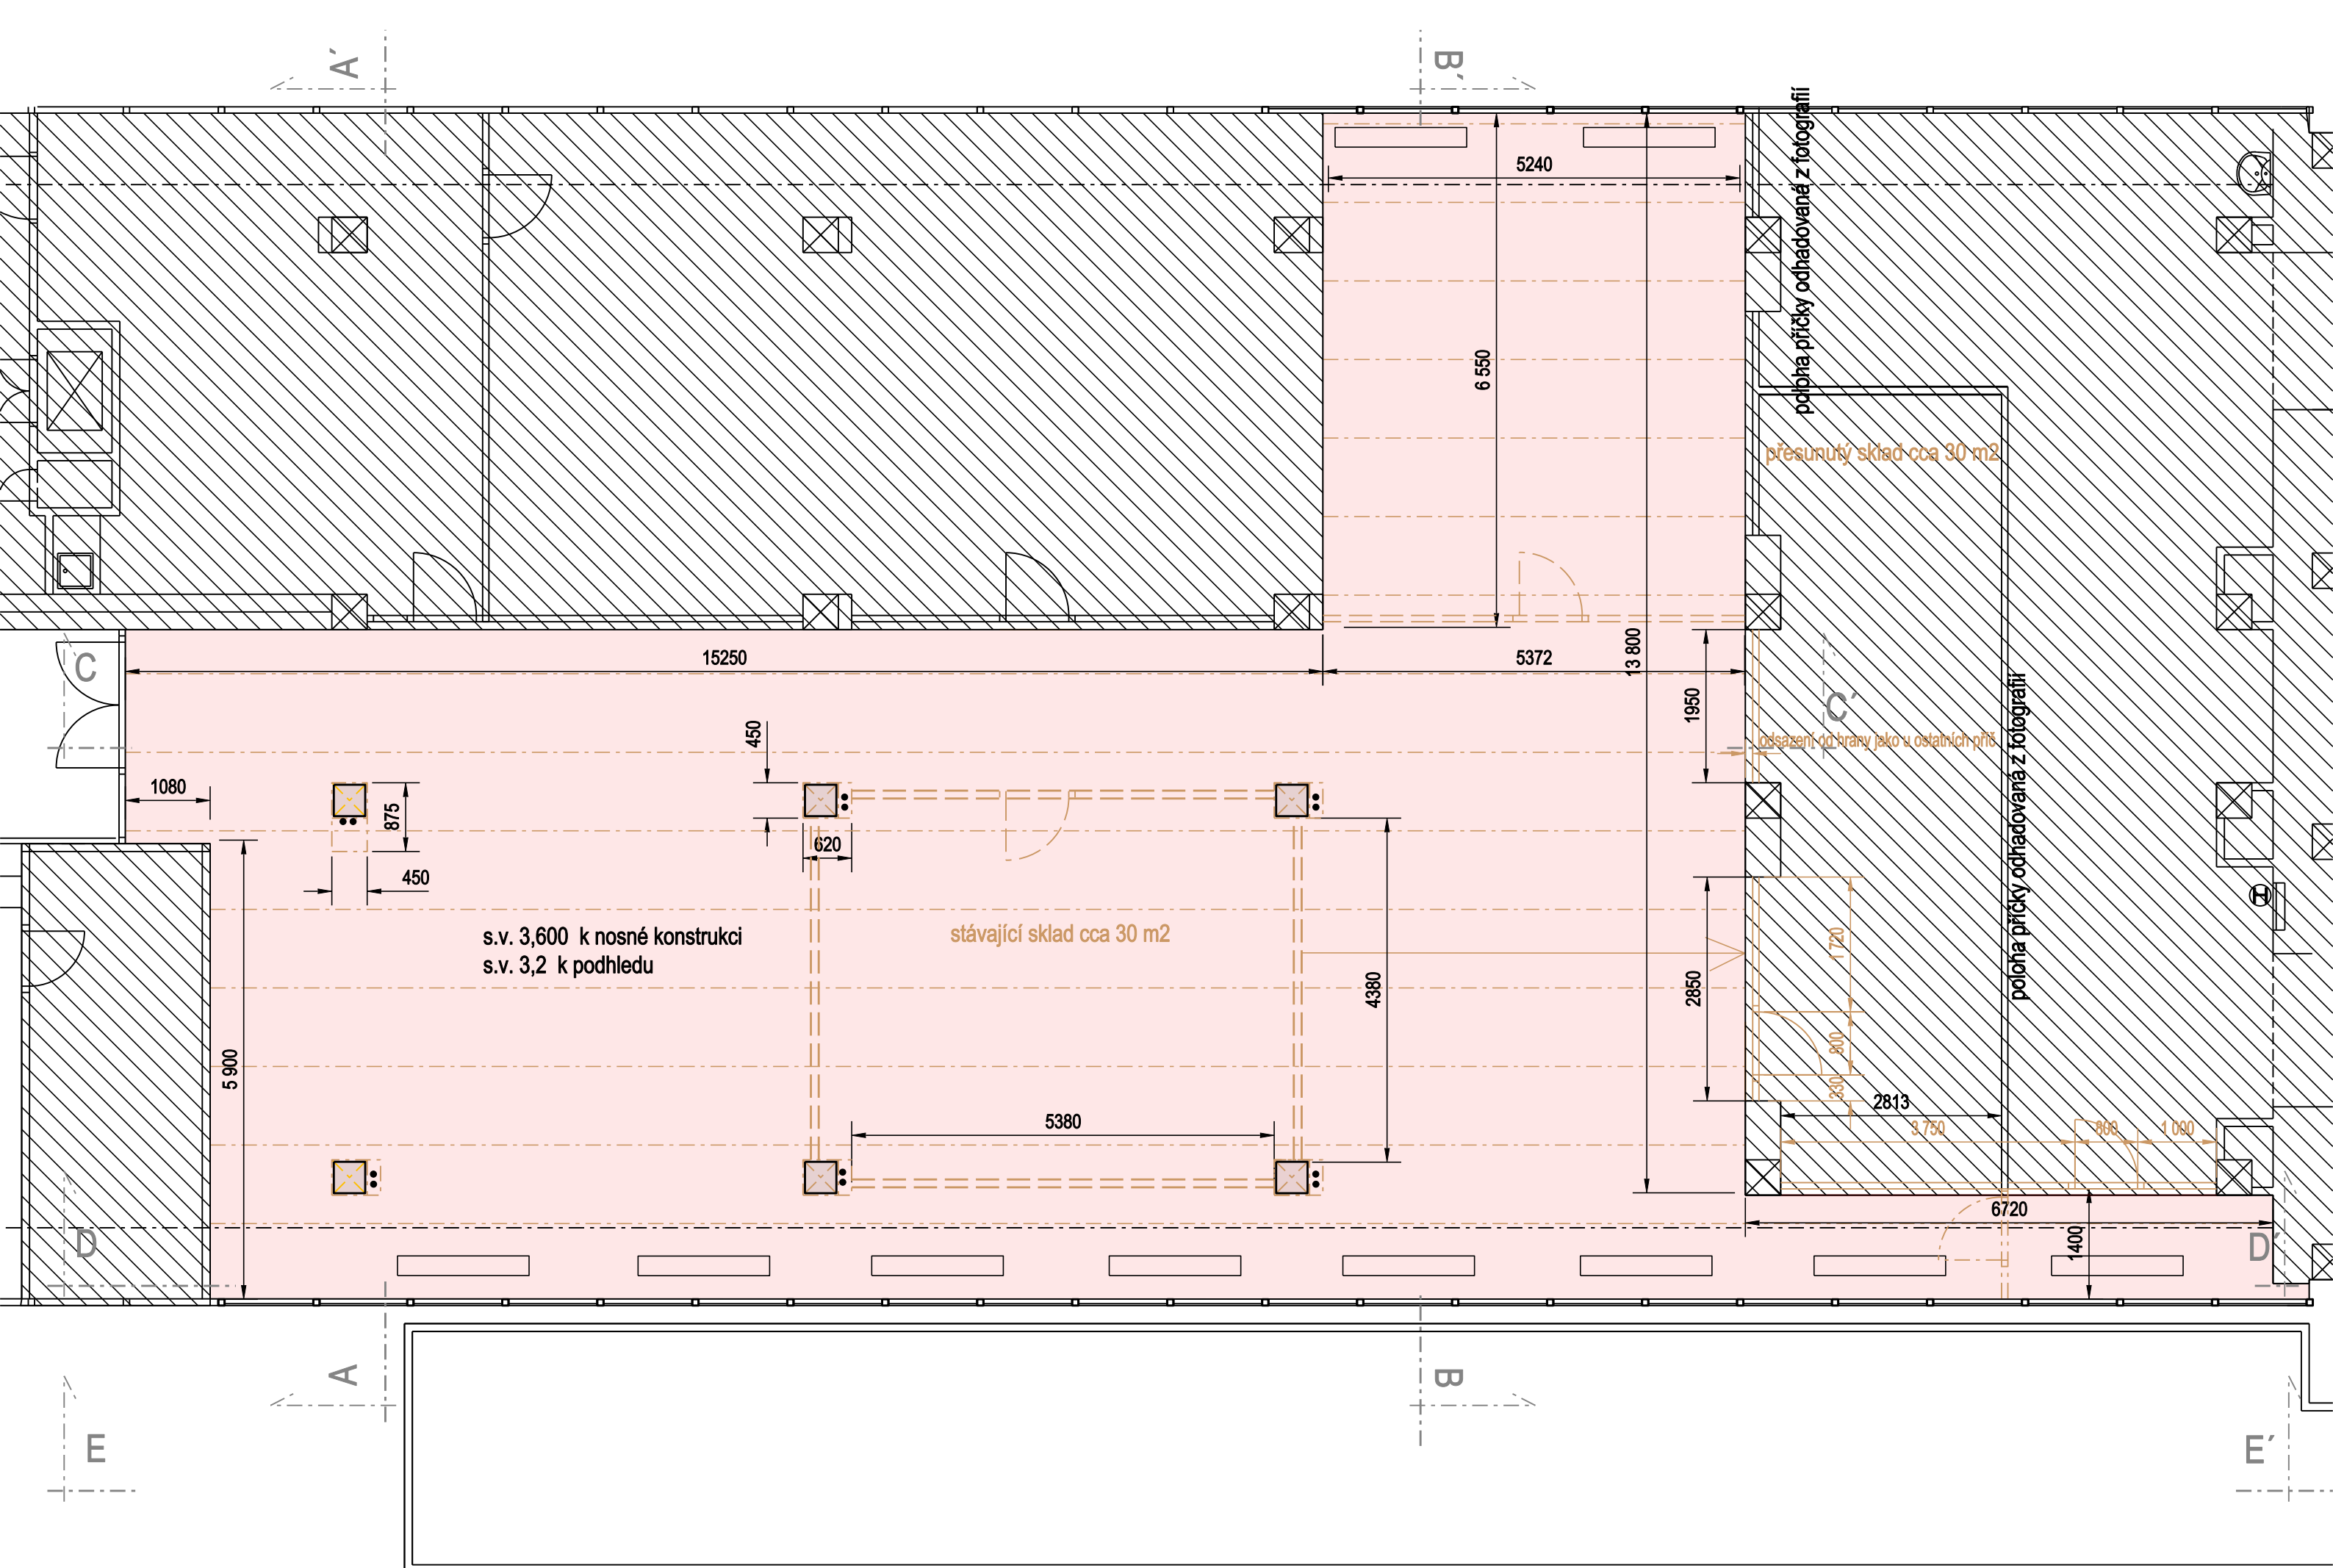 A´
B´
5240
poloha příčky odhadovaná z fotografií
6 550
přesunutý sklad cca 30 m2
13 800
C
15250
5372
1950
C´
odsazení od hrany jako u ostatních příč
450
1080
875
620
450
s.v. 3,600 k nosné konstrukci
s.v. 3,2 k podhledu
stávající sklad cca 30 m2
poloha příčky odhadovaná z fotografií
H
1 720
2850
4380
900
5 900
330
2813
5380
3 750
800
1 000
6720
1400
D
D´
A
B
E
E´